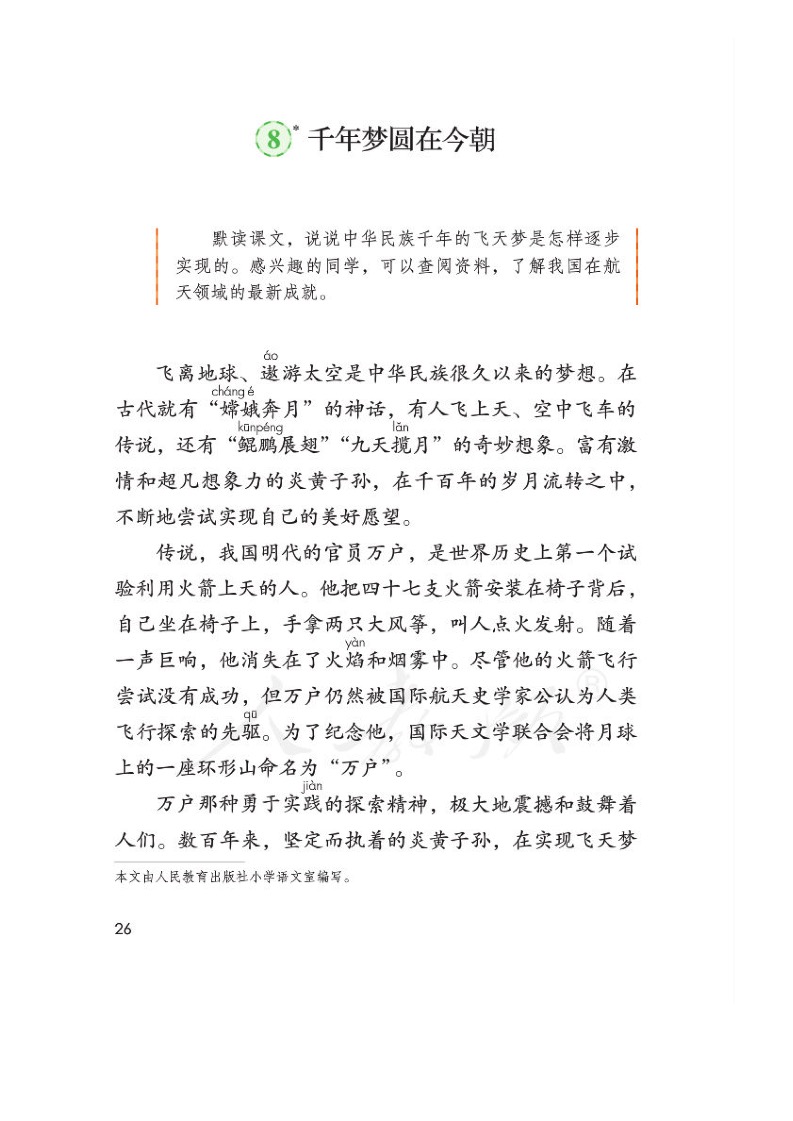 8* 千年梦圆在今朝
默读课文，说说中华民族千年的飞天梦是怎样逐步
实现的。感兴趣的同学，可以查阅资料，了解我国在航
天领域的最新成就。
áo
飞离地球、遨游太空是中华民族很久以来的梦想。在
cháng é
古代就有“嫦娥奔月”的神话，有人飞上天、空中飞车的
kūnpéng lǎn
传说，还有“鲲鹏展翅”“九天揽月”的奇妙想象。富有激
情和超凡想象力的炎黄子孙，在千百年的岁月流转之中，
不断地尝试实现自己的美好愿望。
传说，我国明代的官员万户，是世界历史上第一个试
验利用火箭上天的人。他把四十七支火箭安装在椅子背后，
自己坐在椅子上，手拿两只大风筝，叫人点火发射。随着
yàn
一声巨响，他消失在了火焰和烟雾中。尽管他的火箭飞行
尝试没有成功，但万户仍然被国际航天史学家公认为人类
qū
飞行探索的先驱。为了纪念他，国际天文学联合会将月球
上的一座环形山命名为“万户”。
jiàn
万户那种勇于实践的探索精神，极大地震撼和鼓舞着
人们。数百年来，坚定而执着的炎黄子孙，在实现飞天梦
本文由人民教育出版社小学语文室编写。
26
人教版®